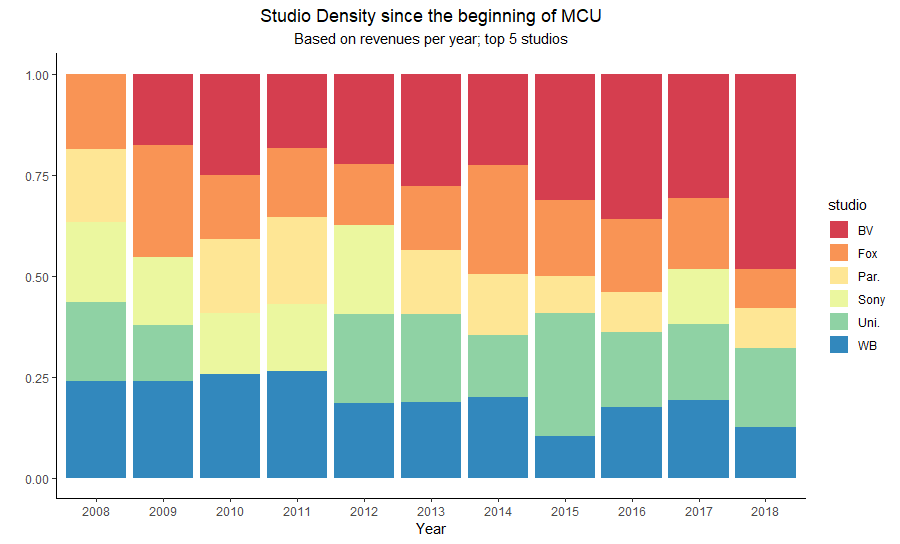 Studio Density since the beginning of MCU
Based on revenues per year; top 5 studios
1.00
0.75
0.50
0.25
0.00
2008 2009 2010 2011 2012 2013 2014 2015 2016 2017 2018
Year
studio
BV
Fox
Par.
Sony
Uni.
WB